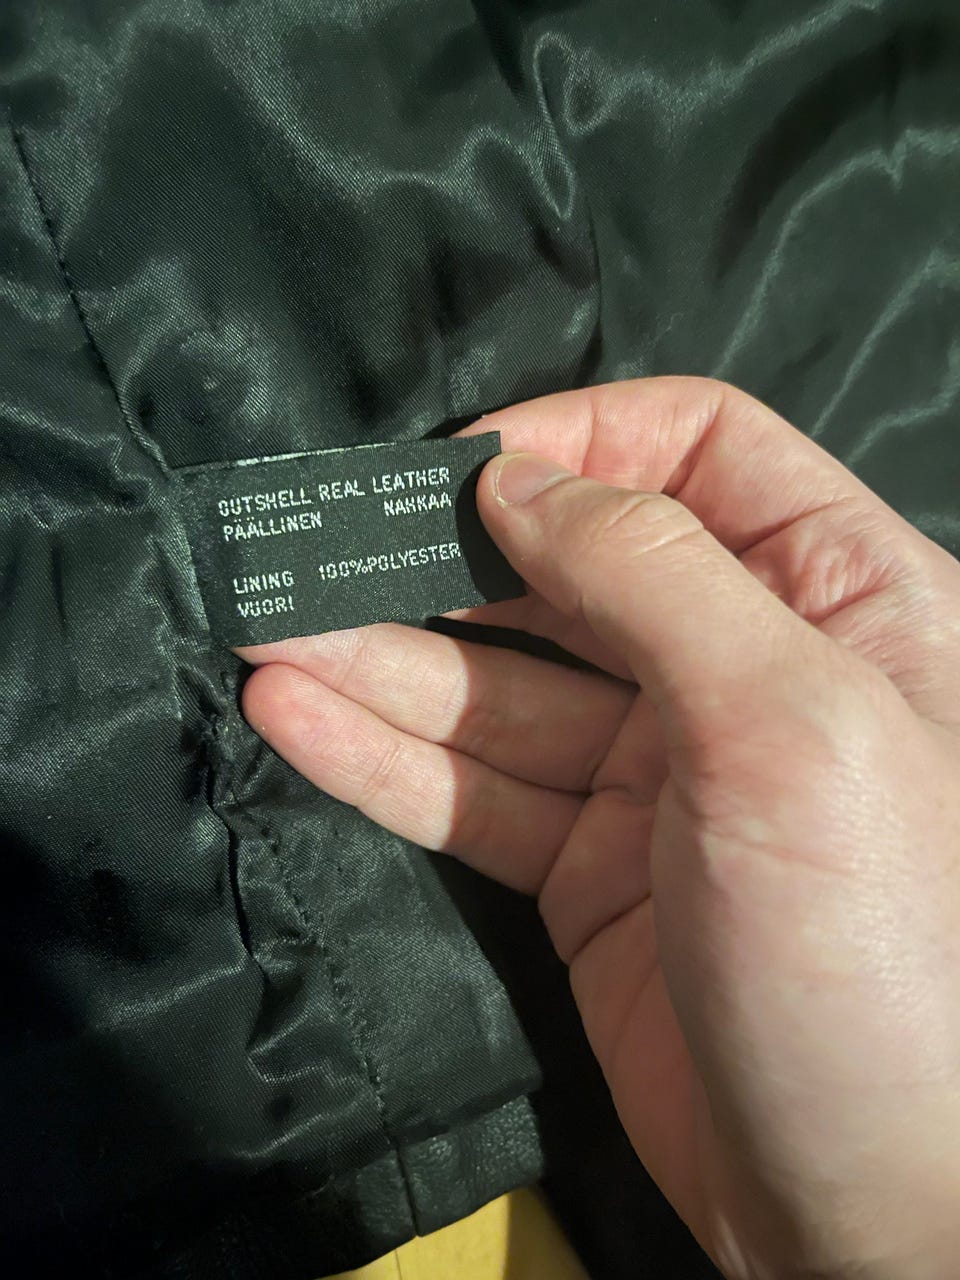 OUTSHELL REAL LEATHER
PÄÄLLINEN NAHKAA
LINING 100%POLYESTER
VUORI